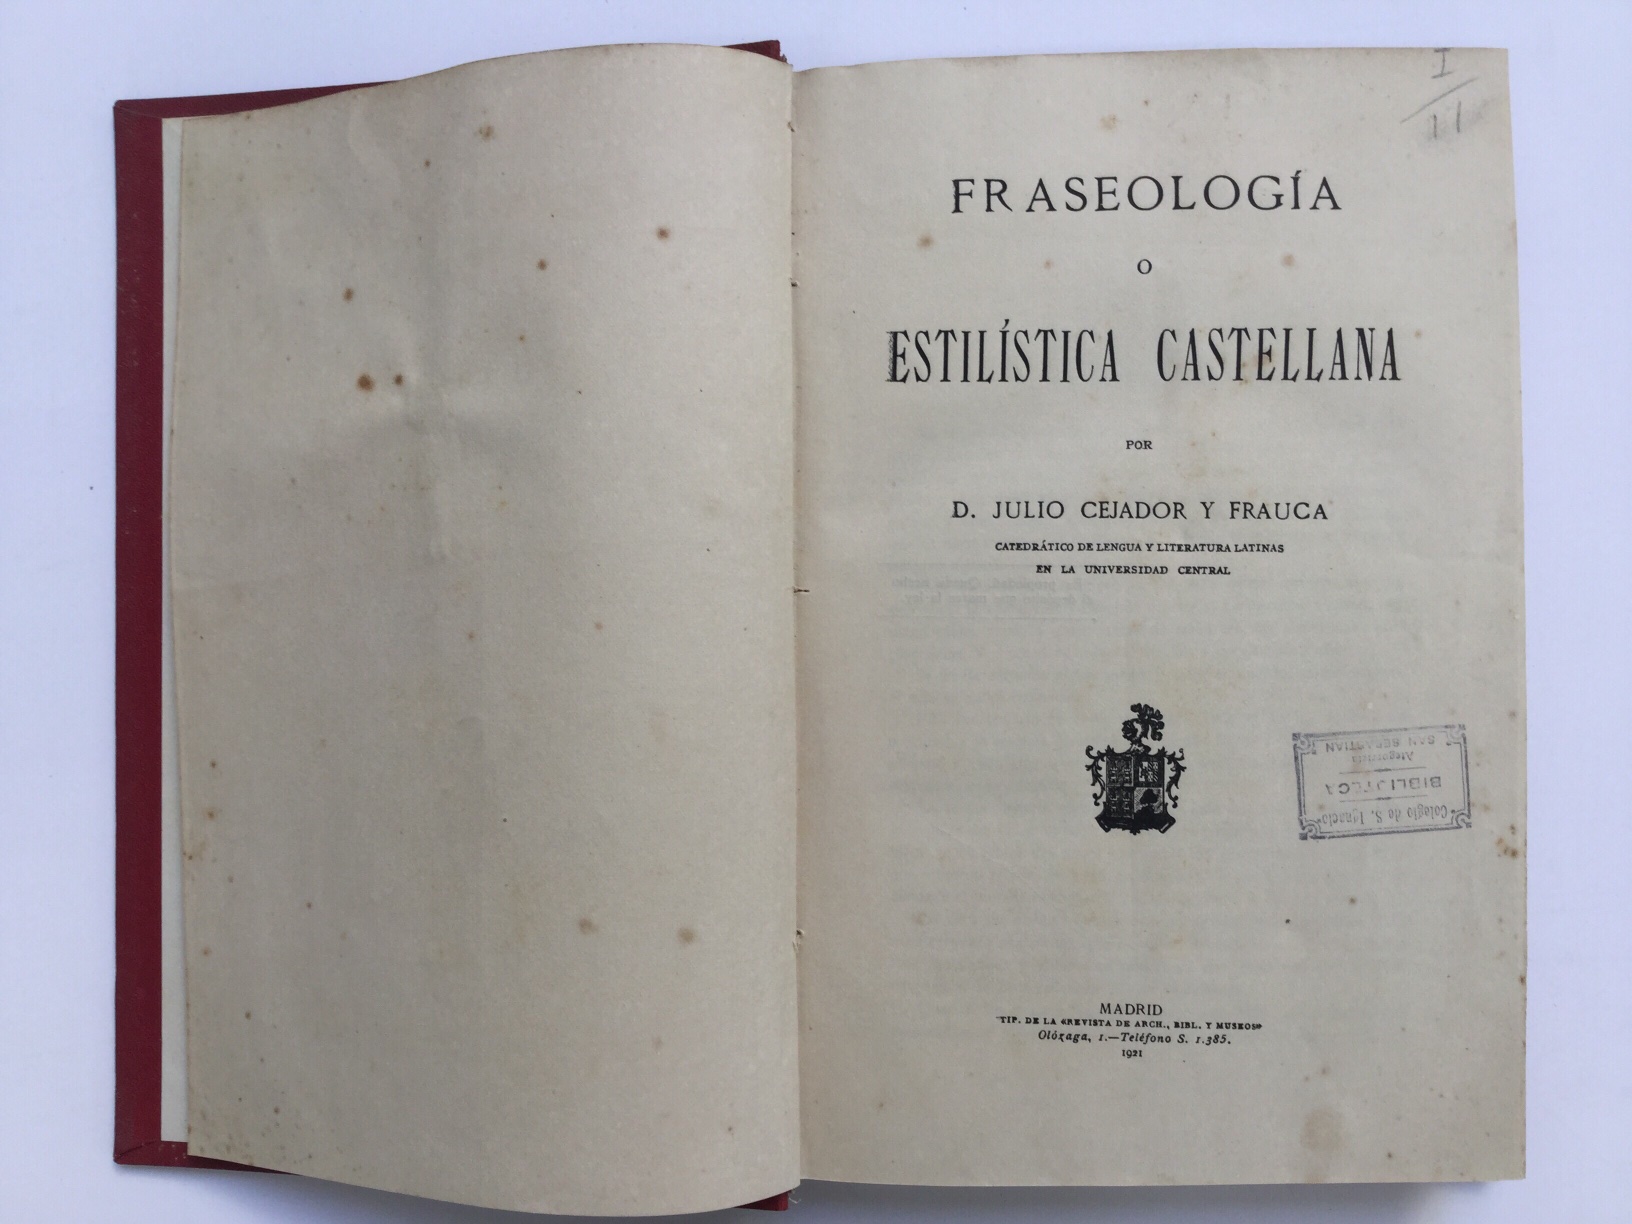 I
11
FRASEOLOGÍA
O
ESTILÍSTICA CASTELLANA
POR
D. JULIO CEJADOR Y FRAUCA
CATEDRÁTICO DE LENGUA Y LITERATURA LATINAS
EN LA UNIVERSIDAD CENTRAL
Colegio de S. Ignacio
BIBLIOTECA
Ategorrieta
SAN SEBASTIAN
MADRID
TIP. DE LA «REVISTA DE ARCH., BIBL. Y MUSEOS»
Olózaga, 1.—Teléfono S. 1.385.
1921